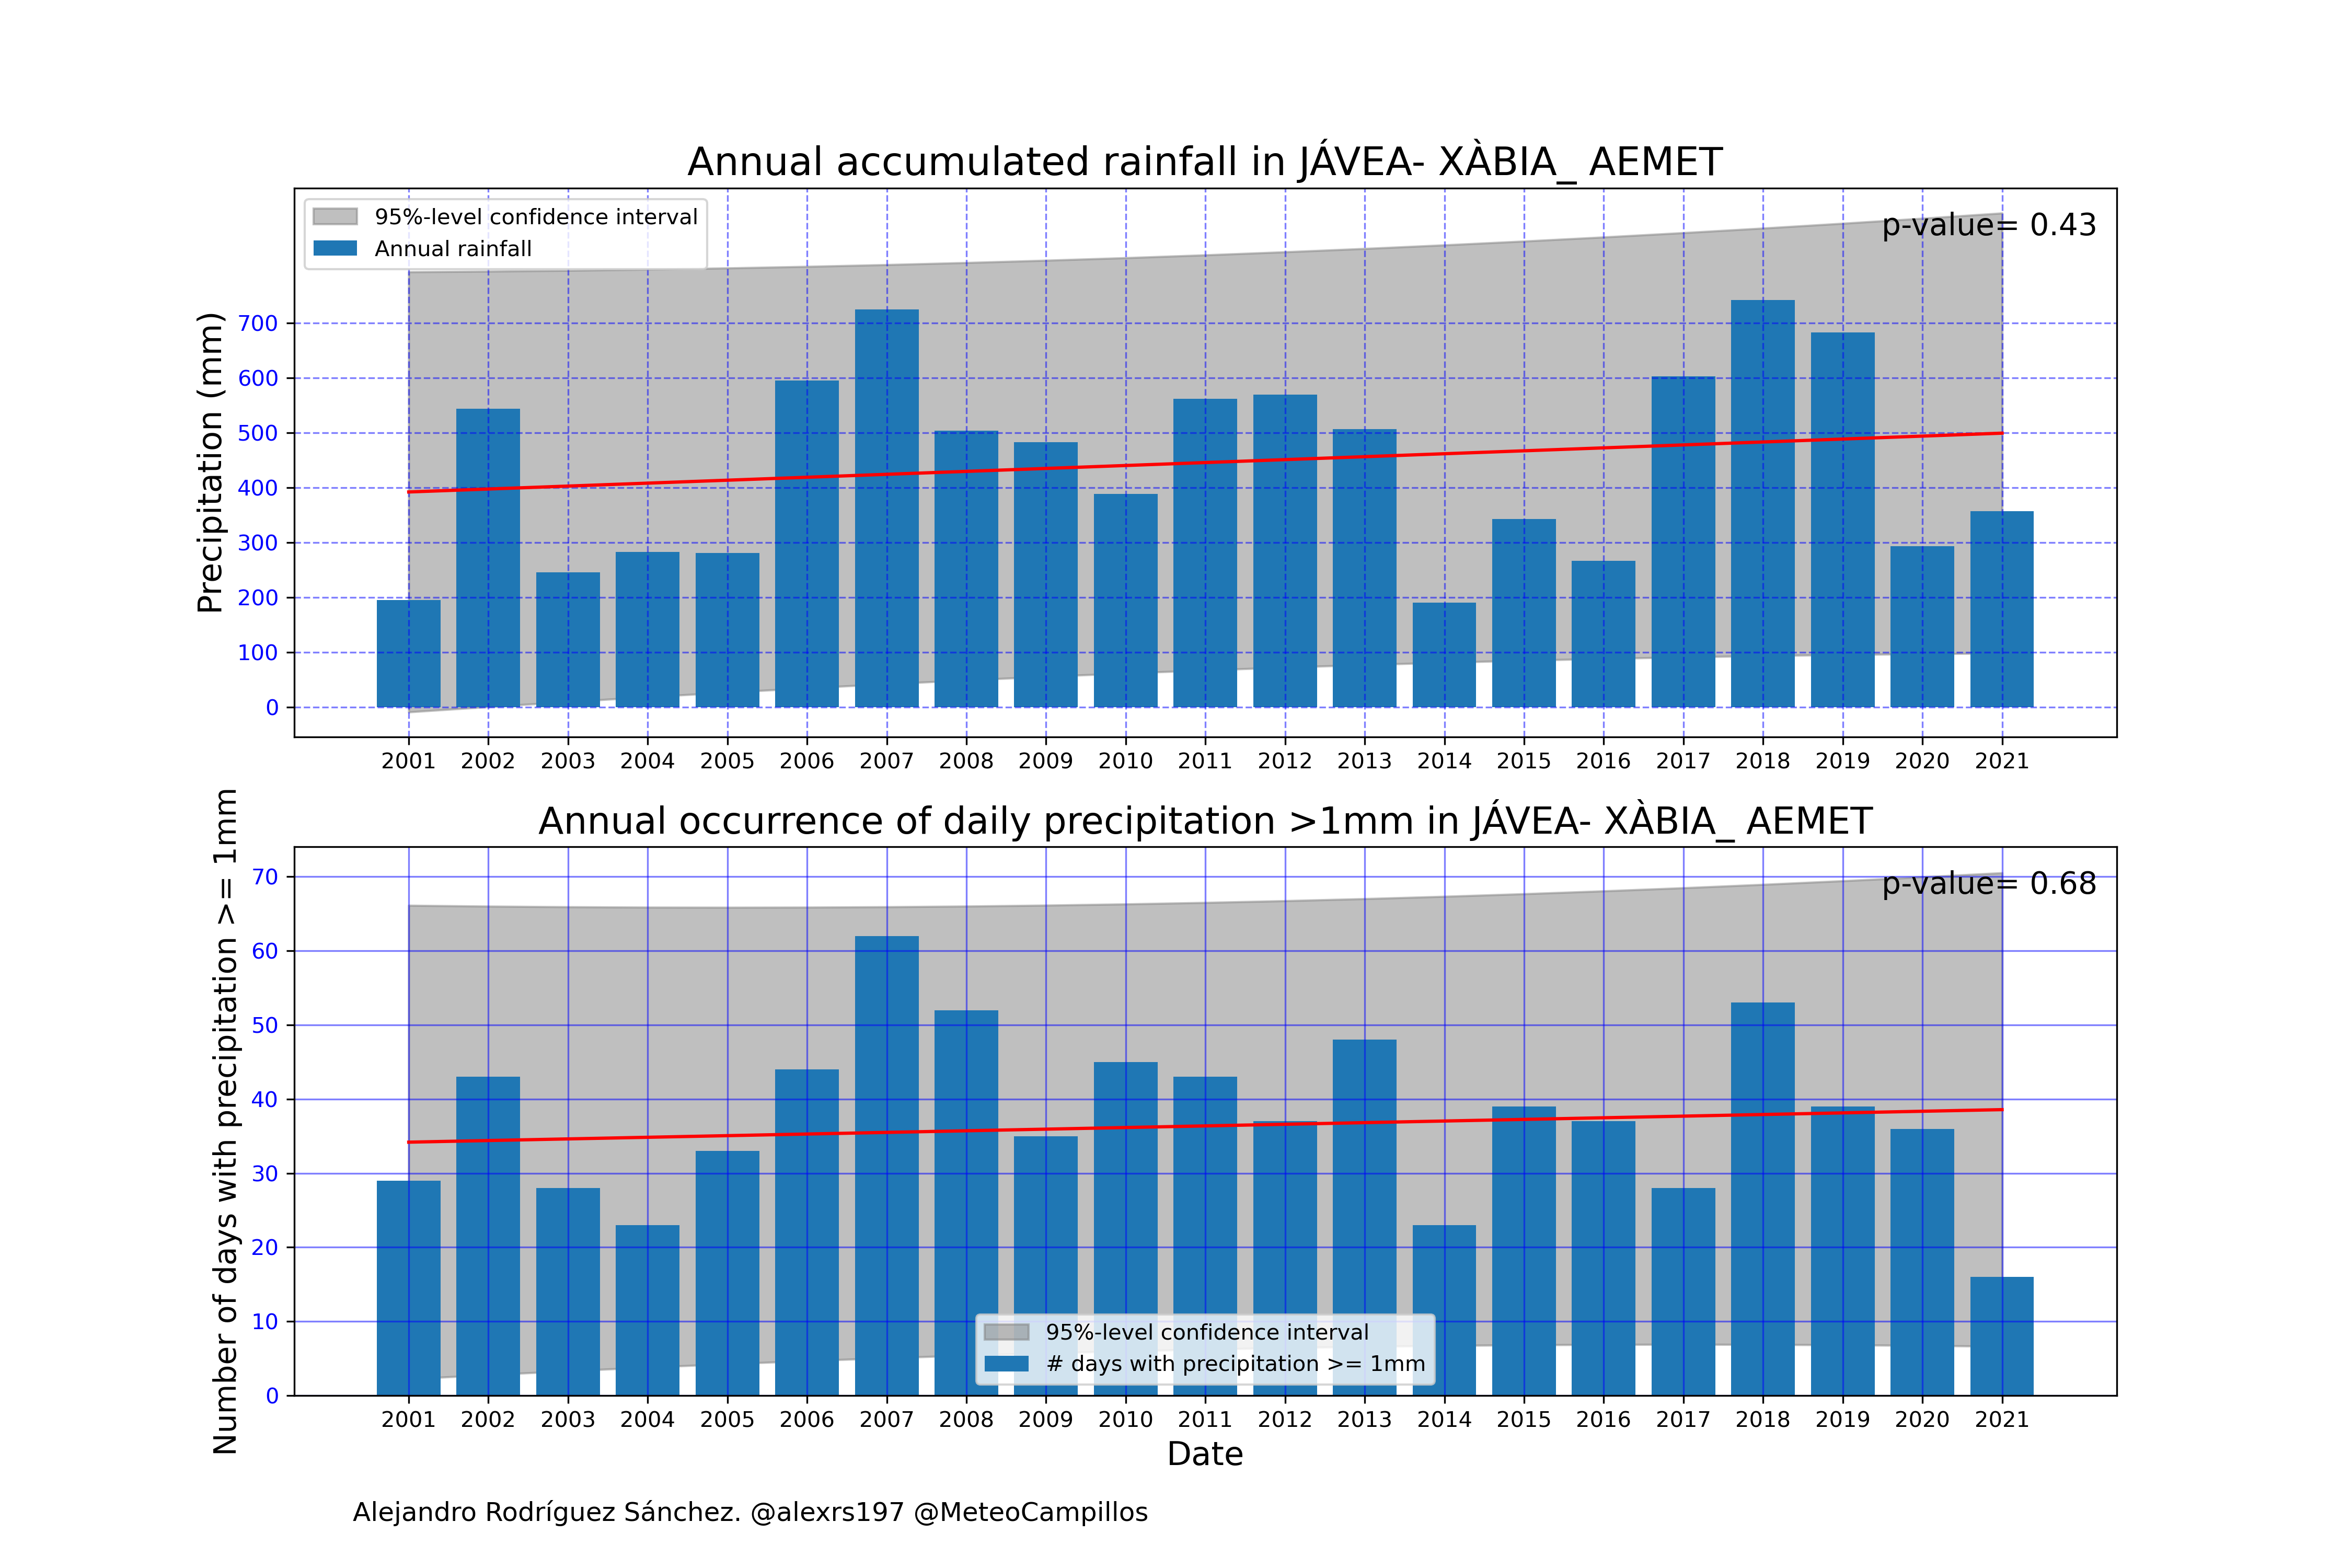 Annual accumulated rainfall in JÁVEA- XÀBIA_ AEMET
95%-level confidence interval
Annual rainfall
p-value= 0.43
Precipitation (mm)
700
600
500
400
300
200
100
0
2001 2002 2003 2004 2005 2006 2007 2008 2009 2010 2011 2012 2013 2014 2015 2016 2017 2018 2019 2020 2021
Annual occurrence of daily precipitation >1mm in JÁVEA- XÀBIA_ AEMET
p-value= 0.68
Number of days with precipitation >= 1mm
70
60
50
40
30
20
10
0
95%-level confidence interval
# days with precipitation >= 1mm
2001 2002 2003 2004 2005 2006 2007 2008 2009 2010 2011 2012 2013 2014 2015 2016 2017 2018 2019 2020 2021
Date
Alejandro Rodríguez Sánchez. @alexrs197 @MeteoCampillos